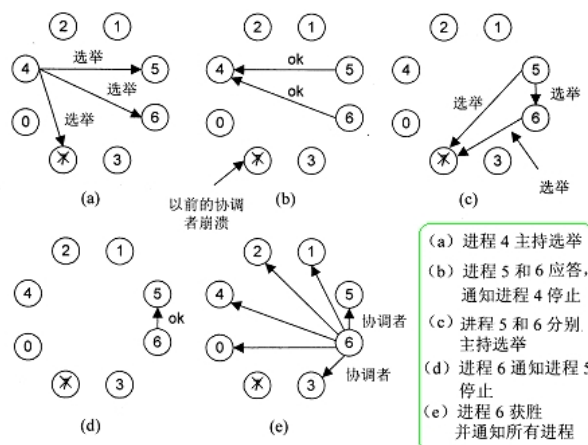 2 1
4 选举 5
选举
选举 6
0
7 3
(a)
2 1
ok
4 5
ok
0 6
7 3
以前的协调
者崩溃
(b)
2 1
4 5
选举 选举
0 6
7 3
选举
(c)
2 1
4 5
ok
0 6
7 3
(d)
2 1
4 5
协调者
0 6
7 3
协调者
(e)
(a) 进程 4 主持选举
(b) 进程 5 和 6 应答，
通知进程 4 停止
(c) 进程 5 和 6 分别
主持选举
(d) 进程 6 通知进程 5
停止
(e) 进程 6 获胜
并通知所有进程